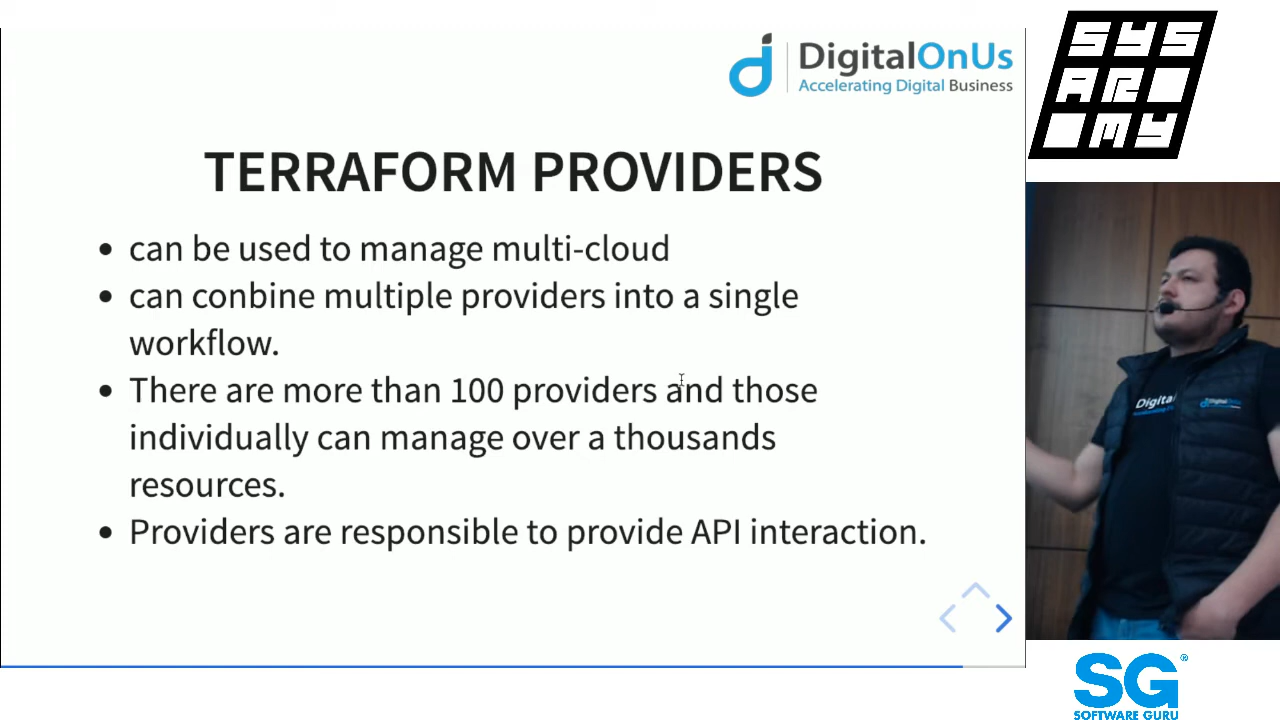 DigitalOnUs
Accelerating Digital Business
SYS
AR
MY
TERRAFORM PROVIDERS
• can be used to manage multi-cloud
• can conbine multiple providers into a single
workflow.
• There are more than 100 providers and those
individually can manage over a thousands
resources.
• Providers are responsible to provide API interaction.
Digital
DigitalOnUs
SG®
SOFTWARE GURU